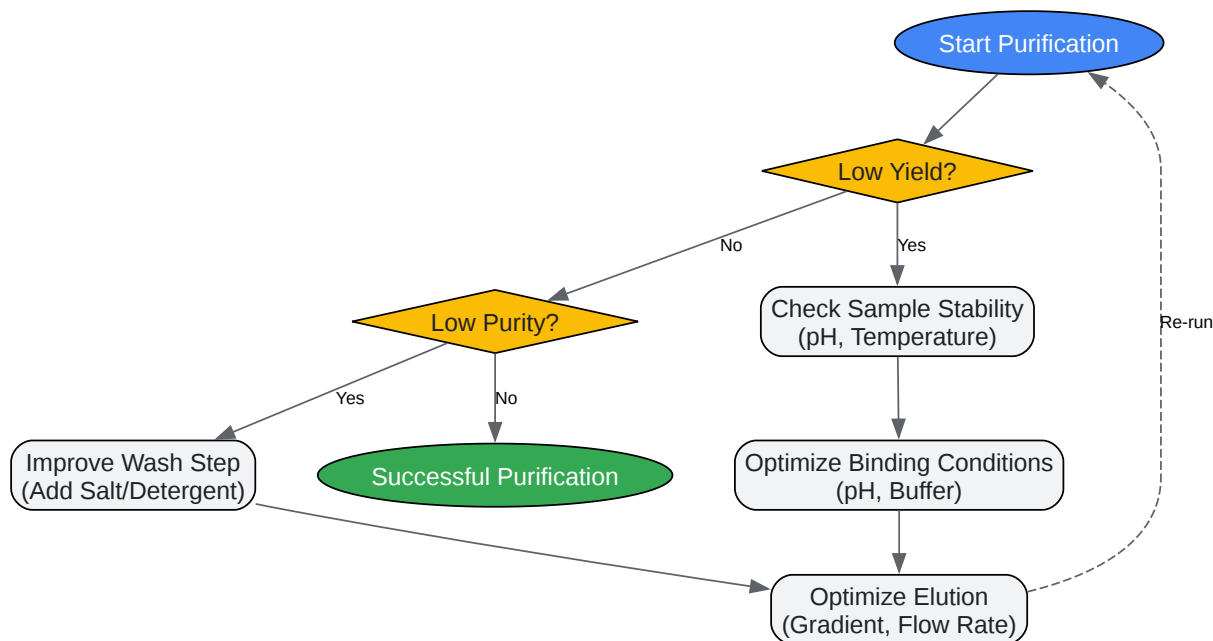 Start Purification
Low Yield?
No
Yes
Low Purity?
Check Sample Stability
(pH, Temperature)
Re-run
Yes
No
Improve Wash Step
(Add Salt/Detergent)
Successful Purification
Optimize Binding Conditions
(pH, Buffer)
Optimize Elution
(Gradient, Flow Rate)